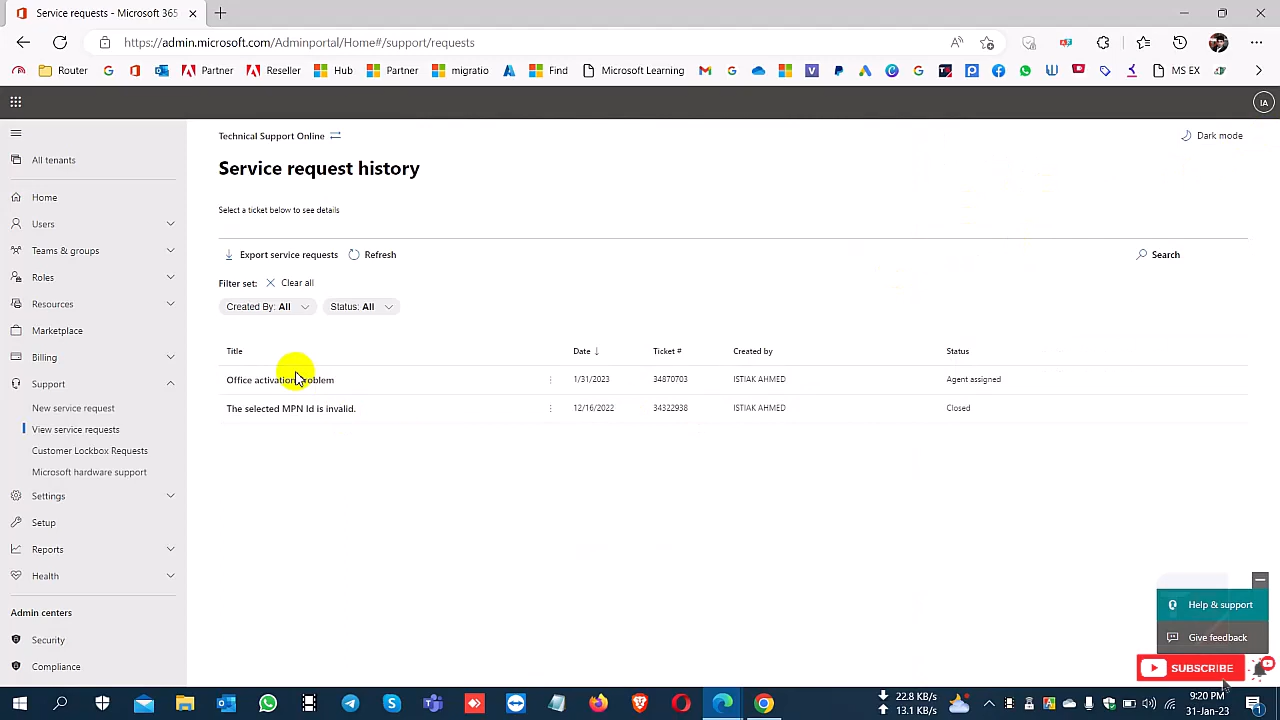 Service requests - Microsoft 365
https://admin.microsoft.com/Adminportal/Home#/support/requests
Router
Partner
Reseller
Hub
Partner
migratio
Find
Microsoft Learning
MS EX
IA
All tenants
Home
Users
Teams & groups
Roles
Resources
Marketplace
Billing
Support
New service request
View service requests
Customer Lockbox Requests
Microsoft hardware support
Settings
Setup
Reports
Health
Admin centers
Security
Compliance
Technical Support Online
Dark mode
Service request history
Select a ticket below to see details
Export service requests
Refresh
Search
Filter set:
Clear all
Created By: All
Status: All
Title Date ↓ Ticket # Created by Status
Office activation problem 1/31/2023 34870703 ISTIAK AHMED Agent assigned
The selected MPN Id is invalid. 12/16/2022 34322938 ISTIAK AHMED Closed
Help & support
Give feedback
SUBSCRIBE
22.8 KB/s
13.1 KB/s
9:20 PM
31-Jan-23